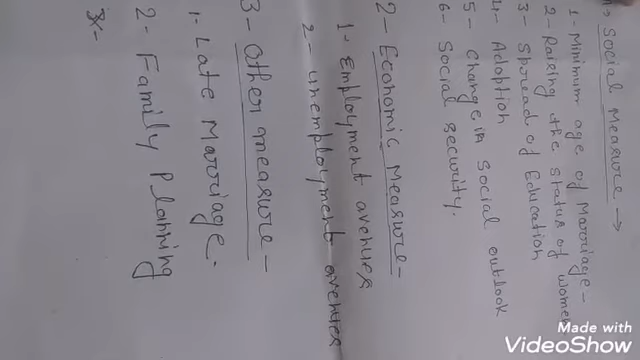 Social Measure →
1- Minimum age of Marriage-
2- Raising the status of women
3- Spread of Education
4- Adoption
5- Change in Social outlook
6- Social security.
2- Economic Measure-
1- Employment avenues
2- unemployment avenues
3- Other measure-
1- Late Marriage.
2- Family Planning
3-
Made with
VideoShow